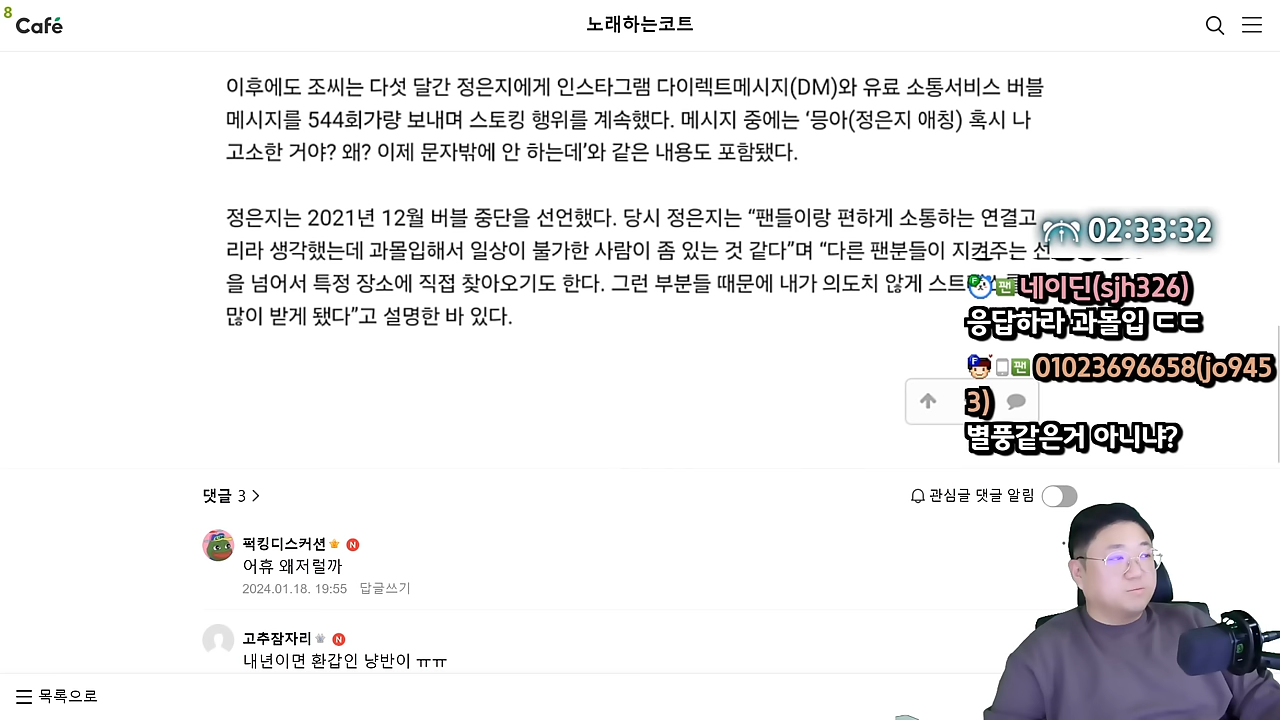 8
Café
노래하는코트
이후에도 조씨는 다섯 달간 정은지에게 인스타그램 다이렉트메시지(DM)와 유료 소통서비스 버블
메시지를 544회가량 보내며 스토킹 행위를 계속했다. 메시지 중에는 ‘믕아(정은지 애칭) 혹시 나
고소한 거야? 왜? 이제 문자밖에 안 하는데’와 같은 내용도 포함됐다.
정은지는 2021년 12월 버블 중단을 선언했다. 당시 정은지는 “팬들이랑 편하게 소통하는 연결고
리라 생각했는데 과몰입해서 일상이 불가한 사람이 좀 있는 것 같다”며 “다른 팬분들이 지켜주는 선
을 넘어서 특정 장소에 직접 찾아오기도 한다. 그런 부분들 때문에 내가 의도치 않게
많이 받게 됐다”고 설명한 바 있다.
02:33:32
팬 네이딘(sjh326)
응답하라 과몰입 ㄷㄷ
팬 01023696658(jo945
3)
별풍같은거 아니냐?
댓글 3
관심글 댓글 알림
퍽킹디스커션 N
어휴 왜저럴까
2024.01.18. 19:55 답글쓰기
고추잠자리 N
내년이면 환갑인 냥반이 ㅠㅠ
목록으로